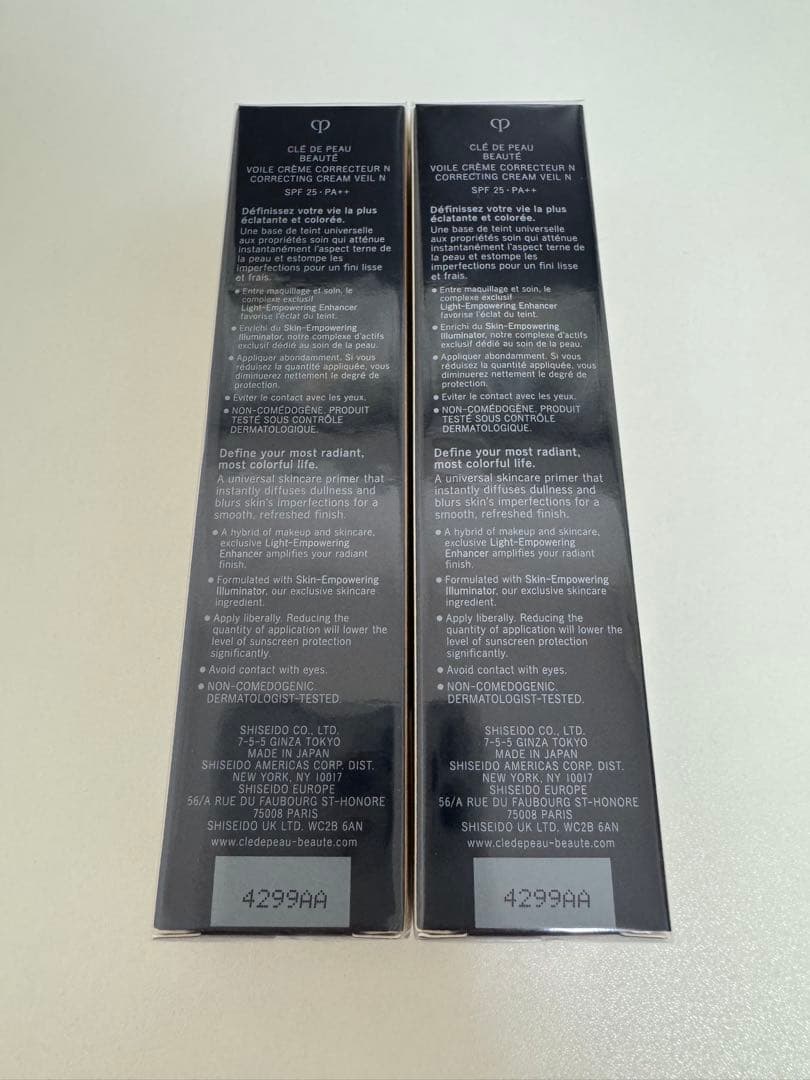 CLÉ DE PEAU
BEAUTÉ
VOILE CRÈME CORRECTEUR N
CORRECTING CREAM VEIL N
SPF 25 · PA++
Définissez votre vie la plus
éclatante et colorée.
Une base de teint universelle
aux propriétés soin qui atténue
instantanément l'aspect terne de
la peau et estompe les
imperfections pour un fini lisse
et frais.
● Entre maquillage et soin, le
complexe exclusif
Light-Empowering Enhancer
favorise l'éclat du teint.
● Enrichi du Skin-Empowering
Illuminator, notre complexe d'actifs
exclusif dédié au soin de la peau.
● Appliquer abondamment. Si vous
réduisez la quantité appliquée, vous
diminuerez nettement le degré de
protection.
● Eviter le contact avec les yeux.
● NON-COMÉDOGÈNE. PRODUIT
TESTÉ SOUS CONTRÔLE
DERMATOLOGIQUE.
Define your most radiant,
most colorful life.
A universal skincare primer that
instantly diffuses dullness and
blurs skin's imperfections for a
smooth, refreshed finish.
● A hybrid of makeup and skincare,
exclusive Light-Empowering
Enhancer amplifies your radiant
finish.
● Formulated with Skin-Empowering
Illuminator, our exclusive skincare
ingredient.
● Apply liberally. Reducing the
quantity of application will lower the
level of sunscreen protection
significantly.
● Avoid contact with eyes.
● NON-COMEDOGENIC.
DERMATOLOGIST-TESTED.
SHISEIDO CO., LTD.
7-5-5 GINZA TOKYO
MADE IN JAPAN
SHISEIDO AMERICAS CORP. DIST.
NEW YORK, NY 10017
SHISEIDO EUROPE
56/A RUE DU FAUBOURG ST-HONORE
75008 PARIS
SHISEIDO UK LTD. WC2B 6AN
www.cledepeau-beaute.com
4299AA
CLÉ DE PEAU
BEAUTÉ
VOILE CRÈME CORRECTEUR N
CORRECTING CREAM VEIL N
SPF 25 · PA++
Définissez votre vie la plus
éclatante et colorée.
Une base de teint universelle
aux propriétés soin qui atténue
instantanément l'aspect terne de
la peau et estompe les
imperfections pour un fini lisse
et frais.
● Entre maquillage et soin, le
complexe exclusif
Light-Empowering Enhancer
favorise l'éclat du teint.
● Enrichi du Skin-Empowering
Illuminator, notre complexe d'actifs
exclusif dédié au soin de la peau.
● Appliquer abondamment. Si vous
réduisez la quantité appliquée, vous
diminuerez nettement le degré de
protection.
● Eviter le contact avec les yeux.
● NON-COMÉDOGÈNE. PRODUIT
TESTÉ SOUS CONTRÔLE
DERMATOLOGIQUE.
Define your most radiant,
most colorful life.
A universal skincare primer that
instantly diffuses dullness and
blurs skin's imperfections for a
smooth, refreshed finish.
● A hybrid of makeup and skincare,
exclusive Light-Empowering
Enhancer amplifies your radiant
finish.
● Formulated with Skin-Empowering
Illuminator, our exclusive skincare
ingredient.
● Apply liberally. Reducing the
quantity of application will lower the
level of sunscreen protection
significantly.
● Avoid contact with eyes.
● NON-COMEDOGENIC.
DERMATOLOGIST-TESTED.
SHISEIDO CO., LTD.
7-5-5 GINZA TOKYO
MADE IN JAPAN
SHISEIDO AMERICAS CORP. DIST.
NEW YORK, NY 10017
SHISEIDO EUROPE
56/A RUE DU FAUBOURG ST-HONORE
75008 PARIS
SHISEIDO UK LTD. WC2B 6AN
www.cledepeau-beaute.com
4299AA